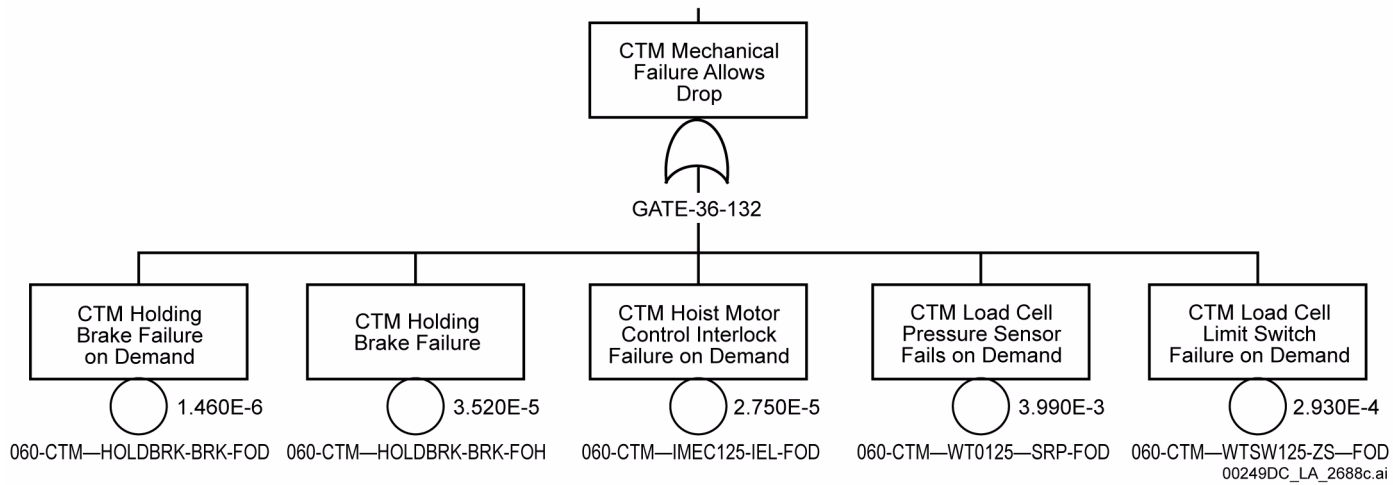 CTM Mechanical
Failure Allows
Drop
GATE-36-132
CTM Holding
Brake Failure
on Demand
CTM Holding
Brake Failure
CTM Hoist Motor
Control Interlock
Failure on Demand
CTM Load Cell
Pressure Sensor
Fails on Demand
CTM Load Cell
Limit Switch
Failure on Demand
1.460E-6
3.520E-5
2.750E-5
3.990E-3
2.930E-4
060-CTM—HOLDBRK-BRK-FOD
060-CTM—HOLDBRK-BRK-FOH
060-CTM—IMEC125-IEL-FOD
060-CTM—WT0125—SRP-FOD
060-CTM—WTSW125-ZS—FOD
00249DC_LA_2688c.ai